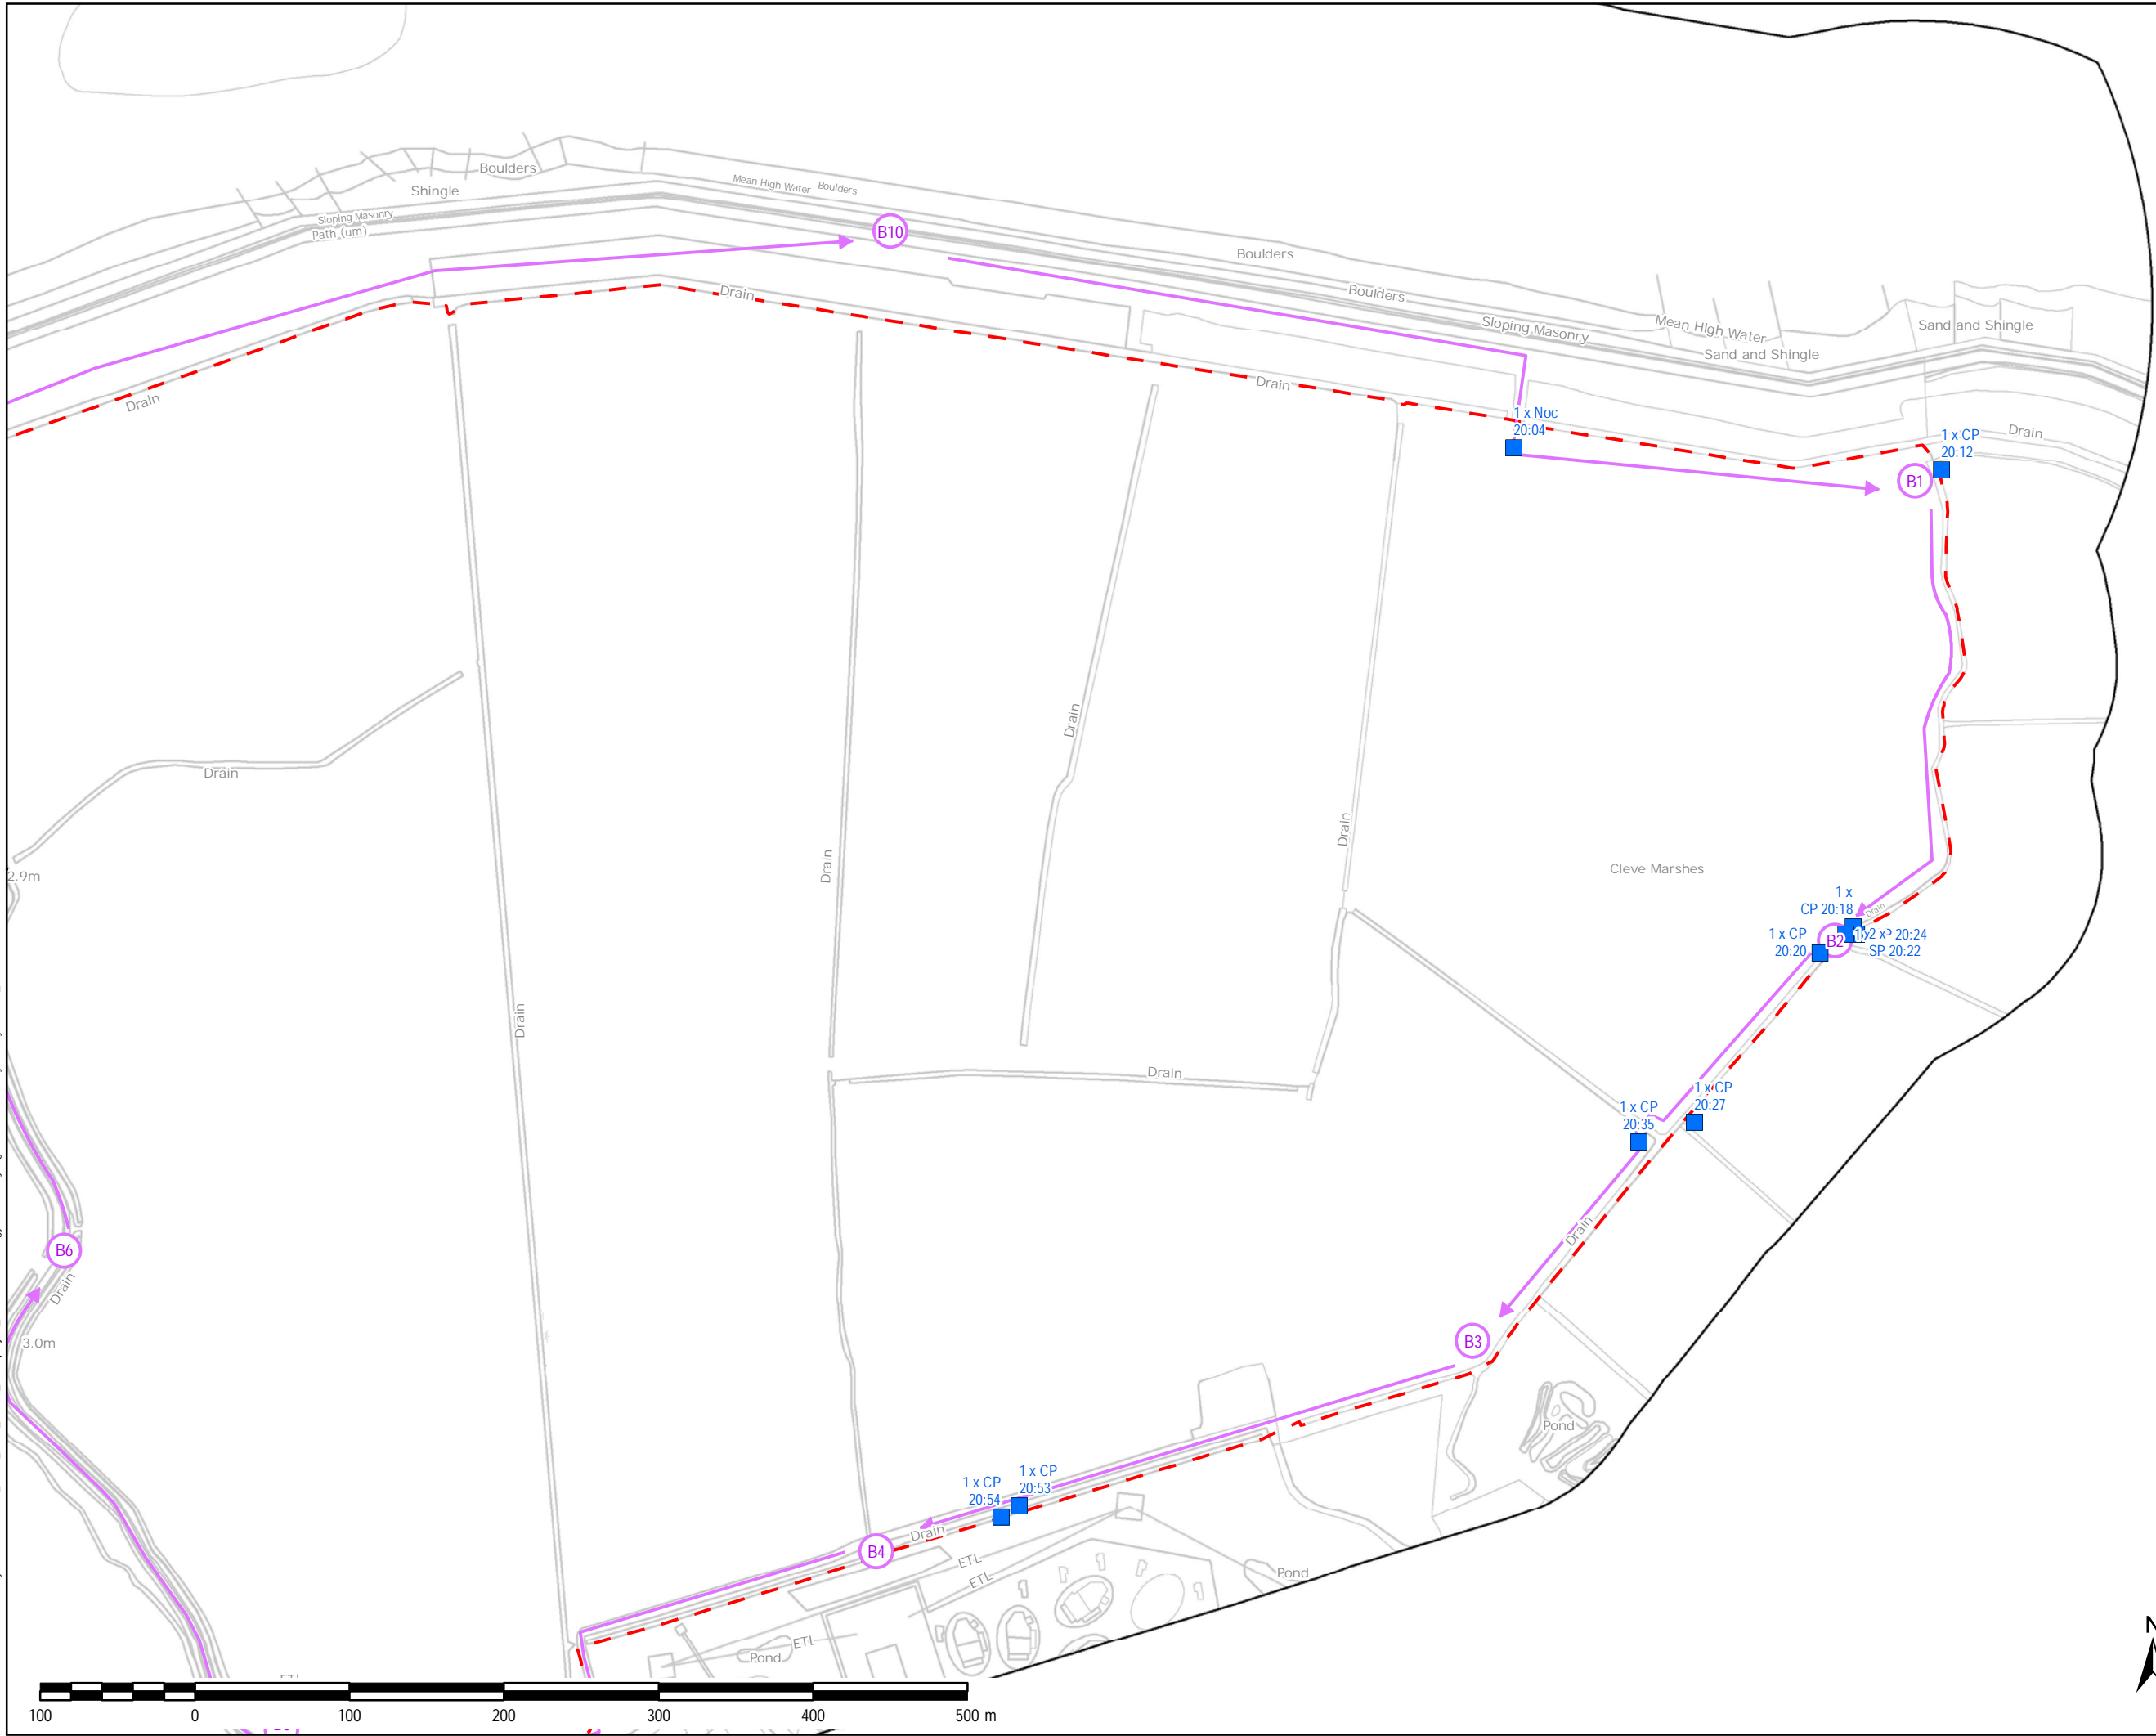 Boulders
Shingle
Mean High Water
Boulders
Sloping Masonry
Path (um)
B10
Boulders
Drain
Boulders
Sloping Masonry
Mean High Water
Sand and Shingle
Sand and Shingle
Drain
Drain
1 x Noc
20:04
Drain
1 x CP
20:12
B1
Drain
Drain
Drain
Drain
2.9m
Cleve Marshes
1 x
CP 20:18
Drain
1 x CP
20:20
B2
20:24
SP 20:22
Drain
Drain
1 x CP
20:27
1 x CP
20:35
Drain
B6
Drain
3.0m
B3
Pond
1 x CP
20:53
1 x CP
20:54
Drain
B4
ETL
ETL
Pond
ETL
Pond
N
100 0 100 200 300 400 500 m